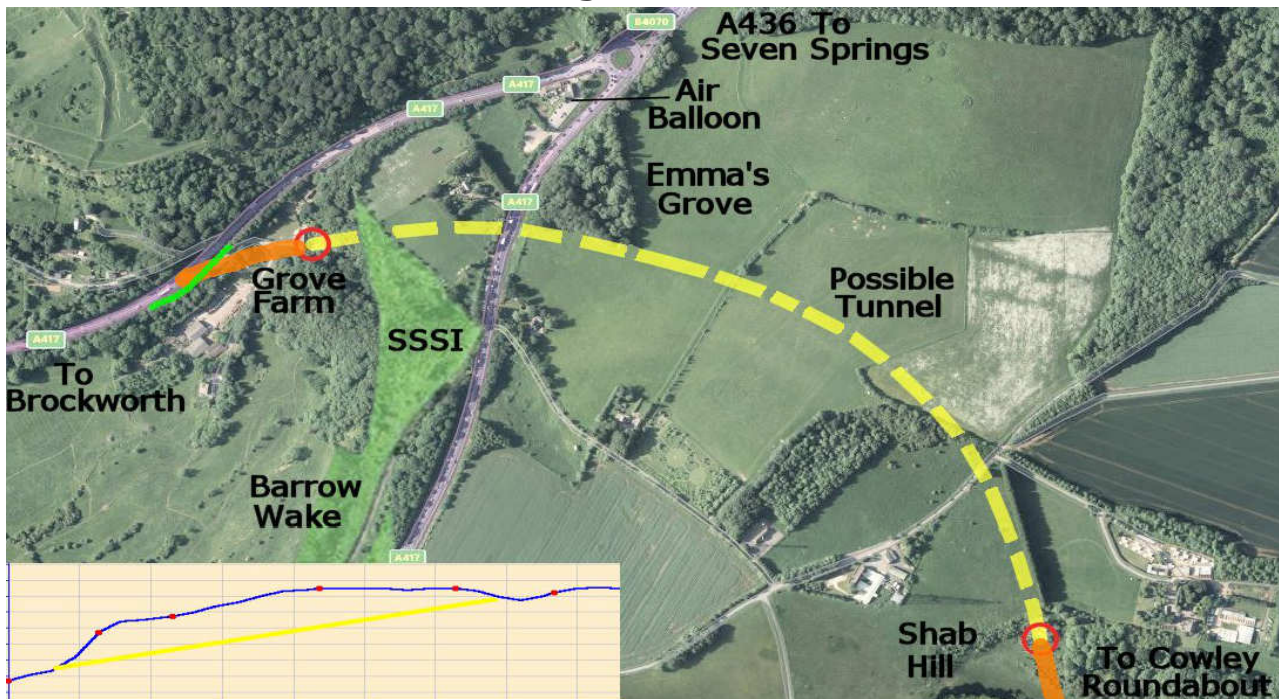 B4070
A436 To
Seven Springs
A417
A417
Air
Balloon
Emma's
Grove
A417
Grove
Farm
Possible
Tunnel
SSSI
A417
To
Brockworth
Barrow
Wake
A417
Shab
Hill
To Cowley
Roundabout